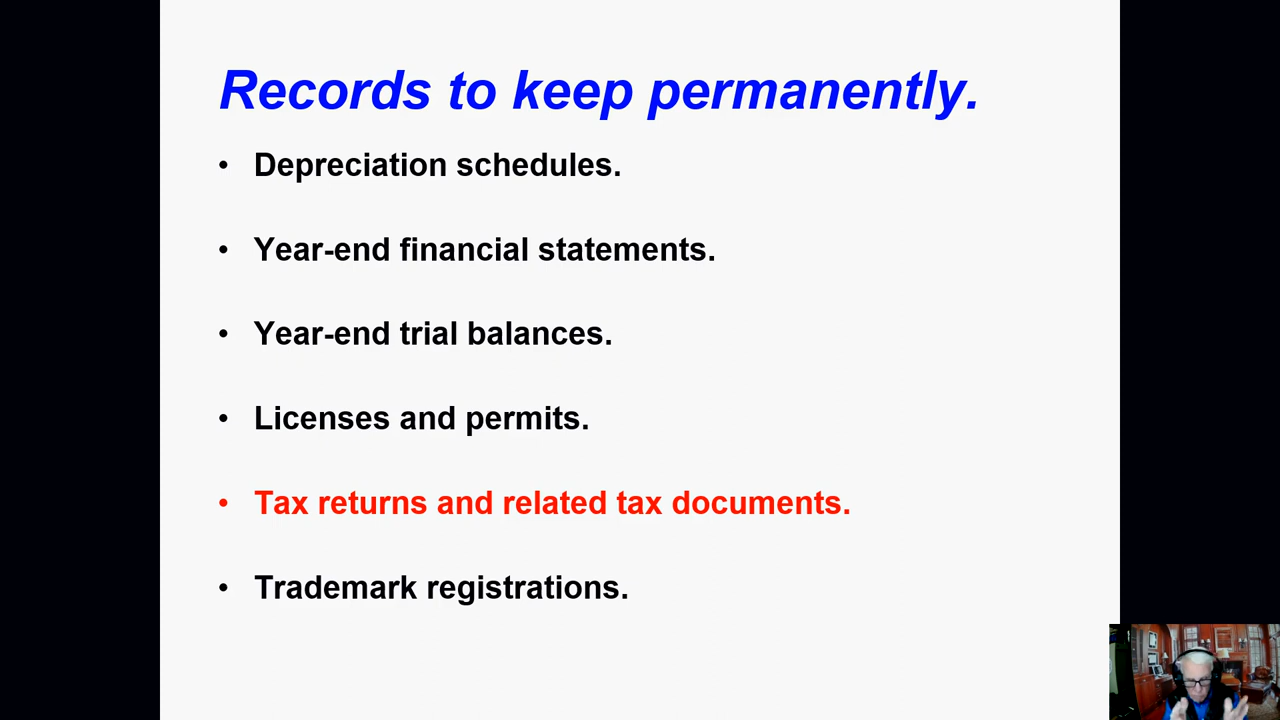 Records to keep permanently.
• Depreciation schedules.
• Year-end financial statements.
• Year-end trial balances.
• Licenses and permits.
• Tax returns and related tax documents.
• Trademark registrations.